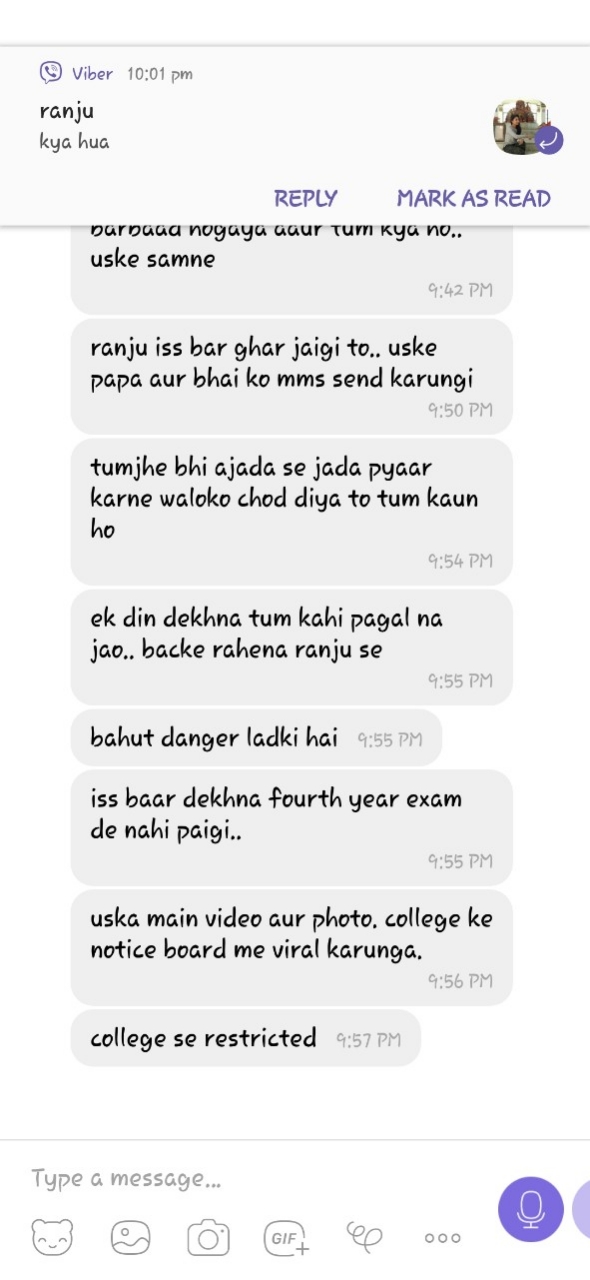 Viber 10:01 pm
ranju
kya hua
REPLY MARK AS READ
barbaad hogaya aaur tum kya ho..
uske samne
9:42 PM
ranju iss bar ghar jaigi to.. uske
papa aur bhai ko mms send karungi
9:50 PM
tumjhe bhi ajada se jada pyaar
karne waloko chod diya to tum kaun
ho
9:54 PM
ek din dekhna tum kahi pagal na
jao.. backe rahena ranju se
9:55 PM
bahut danger ladki hai 9:55 PM
iss baar dekhna fourth year exam
de nahi paigi..
9:55 PM
uska main video aur photo. college ke
notice board me viral karunga.
9:56 PM
college se restricted 9:57 PM
Type a message...
GIF